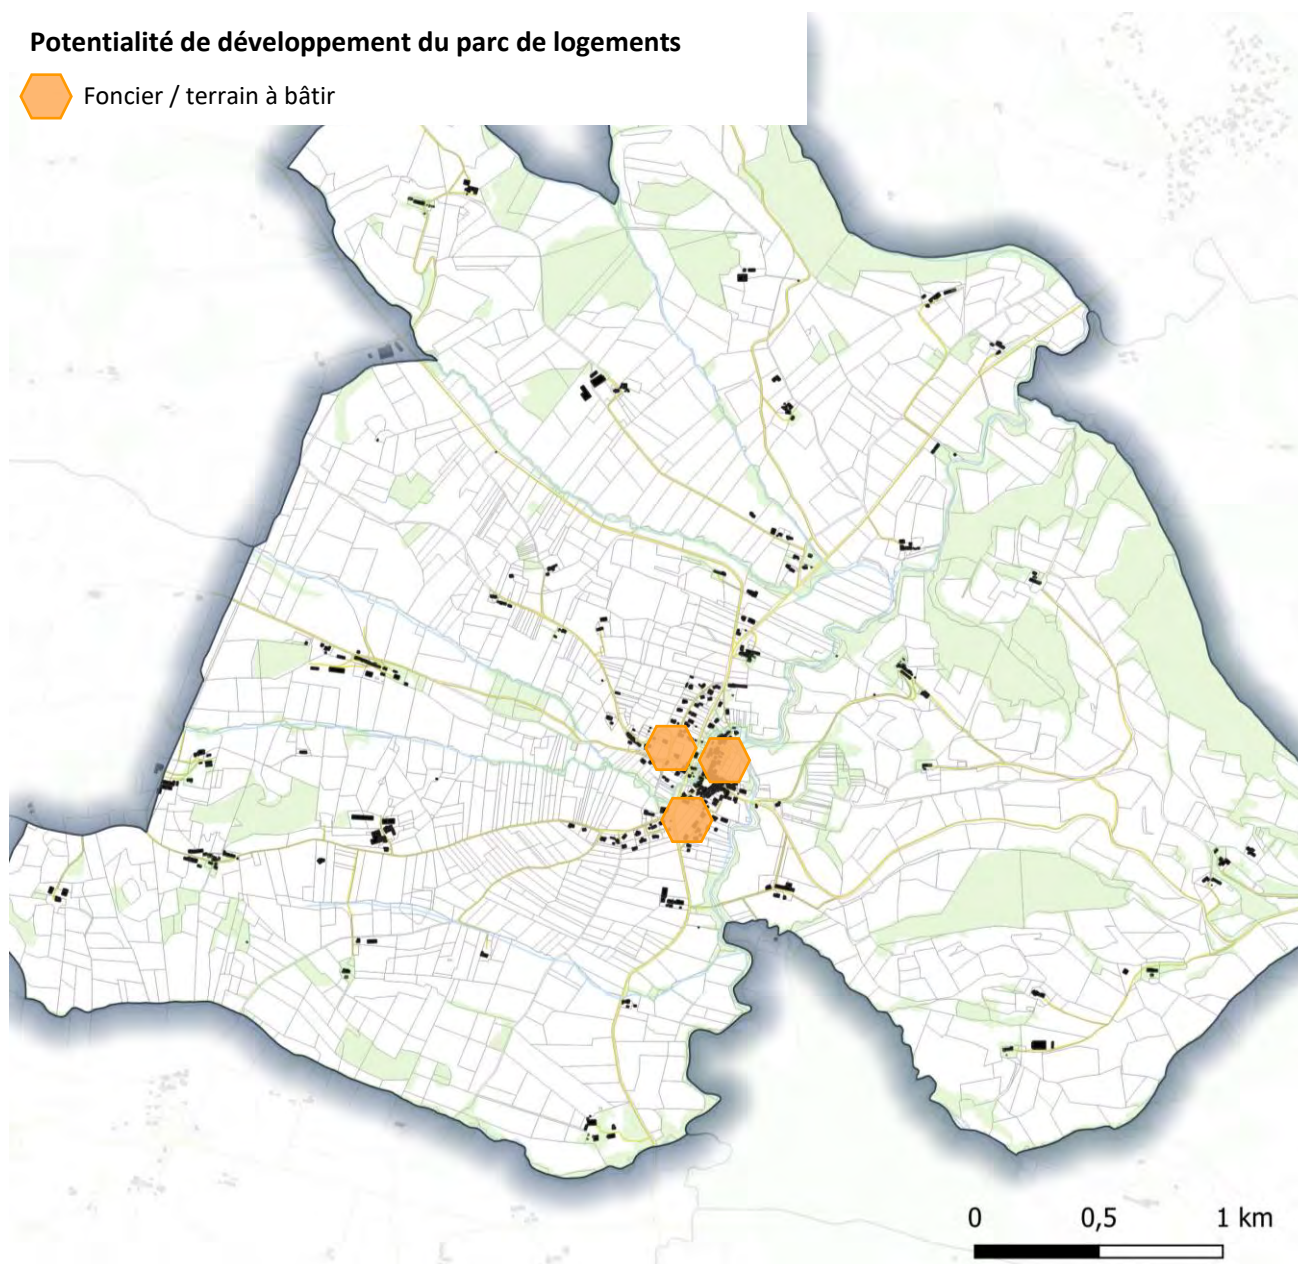 Potentialité de développement du parc de logements
Foncier / terrain à bâtir
0 0,5 1 km